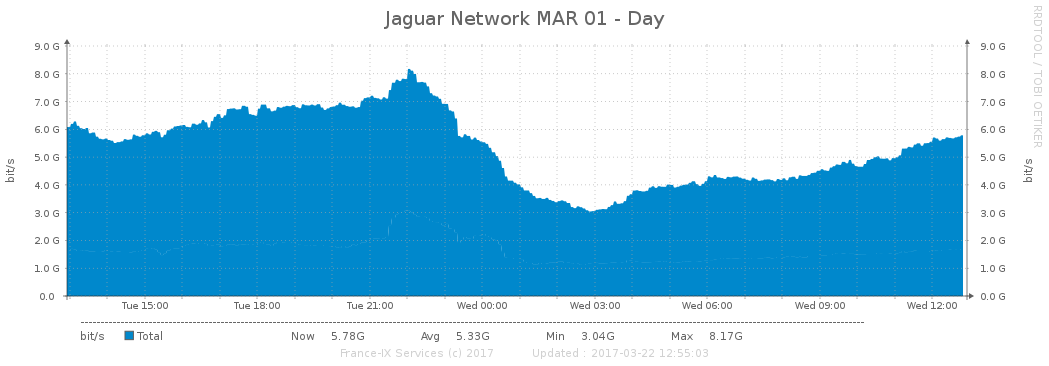 Jaguar Network MAR 01 - Day
RRDTOOL / TOBI OETIKER
bit/s
9.0 G 9.0 G
8.0 G 8.0 G
7.0 G 7.0 G
6.0 G 6.0 G
5.0 G 5.0 G
4.0 G 4.0 G
3.0 G 3.0 G
2.0 G 2.0 G
1.0 G 1.0 G
0.0 0.0 G
bit/s
Tue 15:00 Tue 18:00 Tue 21:00 Wed 00:00 Wed 03:00 Wed 06:00 Wed 09:00 Wed 12:00
bit/s Total Now 5.78G Avg 5.33G Min 3.04G Max 8.17G
France-IX Services (c) 2017 Updated : 2017-03-22 12:55:03